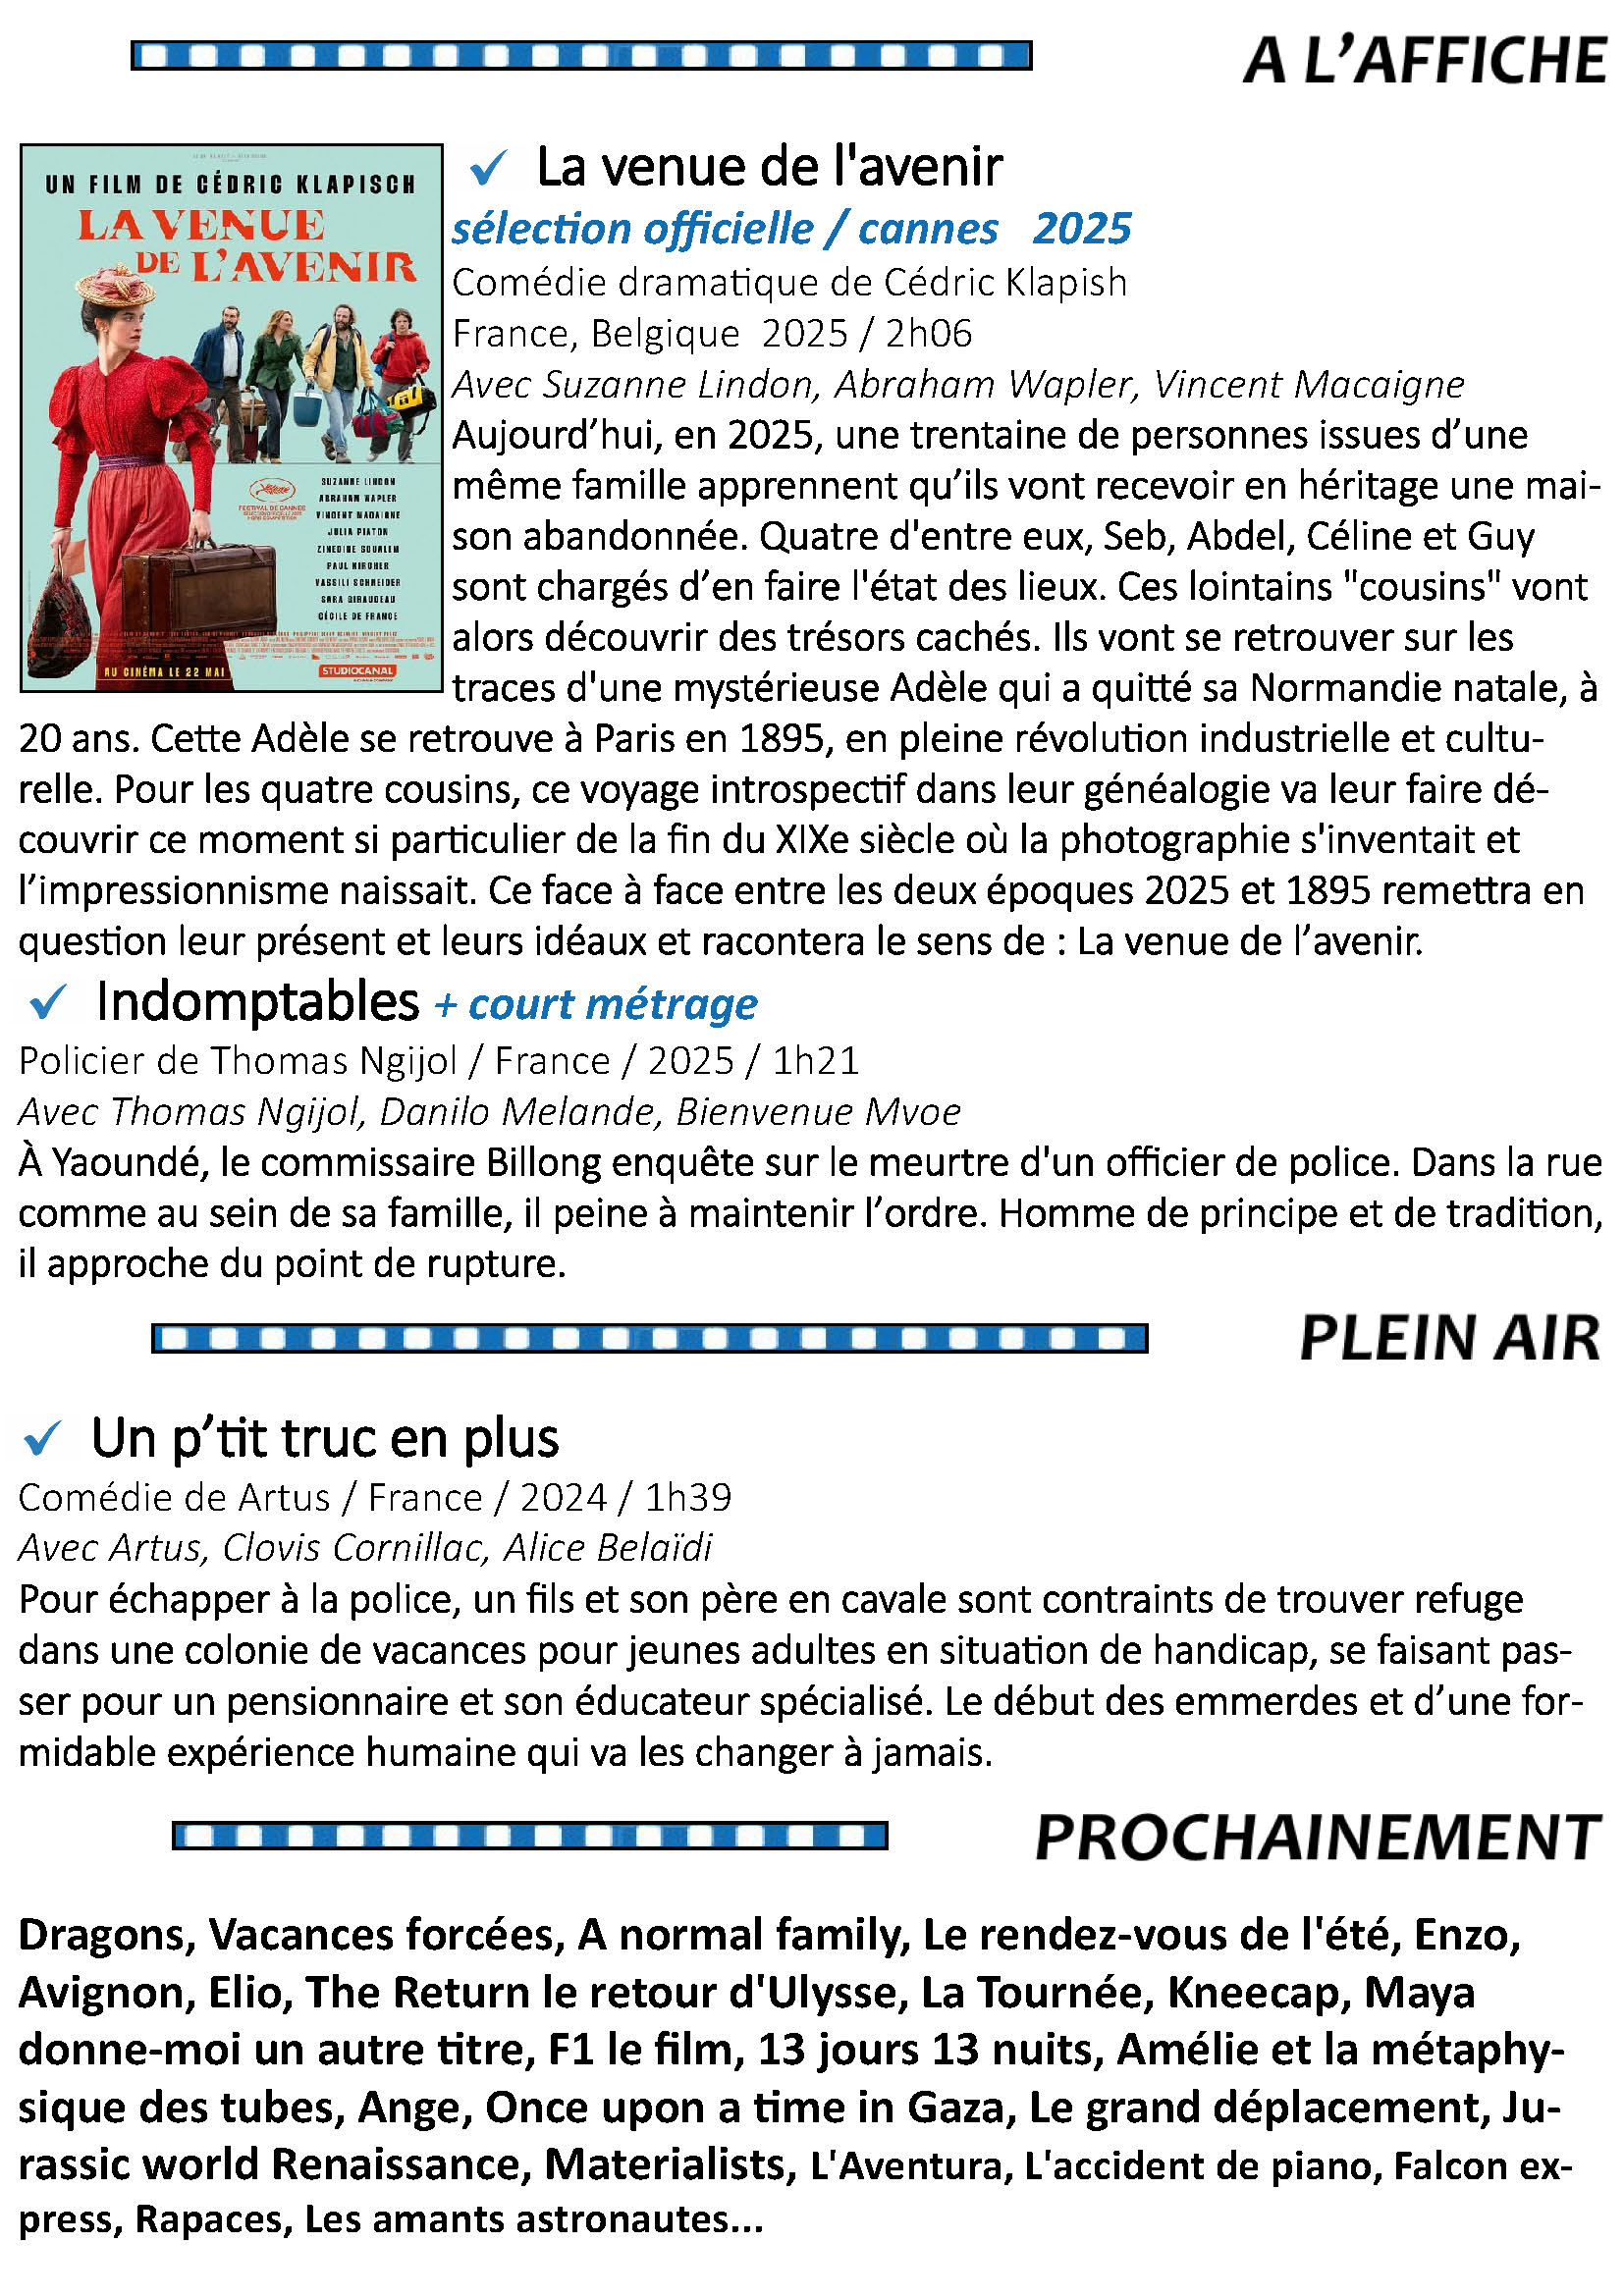 A L’AFFICHE
UN FILM DE CÉDRIC KLAPISCH
LA VENUE
DE L’AVENIR
SUZANNE LINDON
ABRAHAM WAPLER
VINCENT MACAIGNE
JULIA PIATON
ZINEDINE SOUALEM
PAUL KIRCHER
VASSILI SCHNEIDER
SARA GIRAUDEAU
CÉCILE DE FRANCE
FESTIVAL DE CANNES
AU CINÉMA LE 22 MAI
STUDIOCANAL
La venue de l'avenir
sélection officielle / cannes 2025
Comédie dramatique de Cédric Klapish
France, Belgique 2025 / 2h06
Avec Suzanne Lindon, Abraham Wapler, Vincent Macaigne
Aujourd’hui, en 2025, une trentaine de personnes issues d’une
même famille apprennent qu’ils vont recevoir en héritage une mai-
son abandonnée. Quatre d'entre eux, Seb, Abdel, Céline et Guy
sont chargés d’en faire l'état des lieux. Ces lointains "cousins" vont
alors découvrir des trésors cachés. Ils vont se retrouver sur les
traces d'une mystérieuse Adèle qui a quitté sa Normandie natale, à
20 ans. Cette Adèle se retrouve à Paris en 1895, en pleine révolution industrielle et cultu-
relle. Pour les quatre cousins, ce voyage introspectif dans leur généalogie va leur faire dé-
couvrir ce moment si particulier de la fin du XIXe siècle où la photographie s'inventait et
l’impressionnisme naissait. Ce face à face entre les deux époques 2025 et 1895 remettra en
question leur présent et leurs idéaux et racontera le sens de : La venue de l’avenir.
Indomptables + court métrage
Policier de Thomas Ngijol / France / 2025 / 1h21
Avec Thomas Ngijol, Danilo Melande, Bienvenue Mvoe
À Yaoundé, le commissaire Billong enquête sur le meurtre d'un officier de police. Dans la rue
comme au sein de sa famille, il peine à maintenir l’ordre. Homme de principe et de tradition,
il approche du point de rupture.
PLEIN AIR
Un p’tit truc en plus
Comédie de Artus / France / 2024 / 1h39
Avec Artus, Clovis Cornillac, Alice Belaïdi
Pour échapper à la police, un fils et son père en cavale sont contraints de trouver refuge
dans une colonie de vacances pour jeunes adultes en situation de handicap, se faisant pas-
ser pour un pensionnaire et son éducateur spécialisé. Le début des emmerdes et d’une for-
midable expérience humaine qui va les changer à jamais.
PROCHAINEMENT
Dragons, Vacances forcées, A normal family, Le rendez-vous de l'été, Enzo,
Avignon, Elio, The Return le retour d'Ulysse, La Tournée, Kneecap, Maya
donne-moi un autre titre, F1 le film, 13 jours 13 nuits, Amélie et la métaphy-
sique des tubes, Ange, Once upon a time in Gaza, Le grand déplacement, Ju-
rassic world Renaissance, Materialists, L'Aventura, L'accident de piano, Falcon ex-
press, Rapaces, Les amants astronautes...